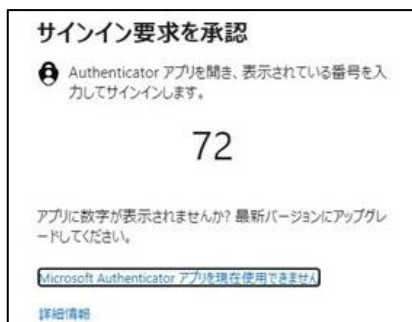 サインイン要求を承認
Authenticator アプリを開き、表示されている番号を入
力してサインインします。
72
アプリに数字が表示されませんか? 最新バージョンにアップグレ
ードしてください。
Microsoft Authenticator アプリを現在使用できません
詳細情報